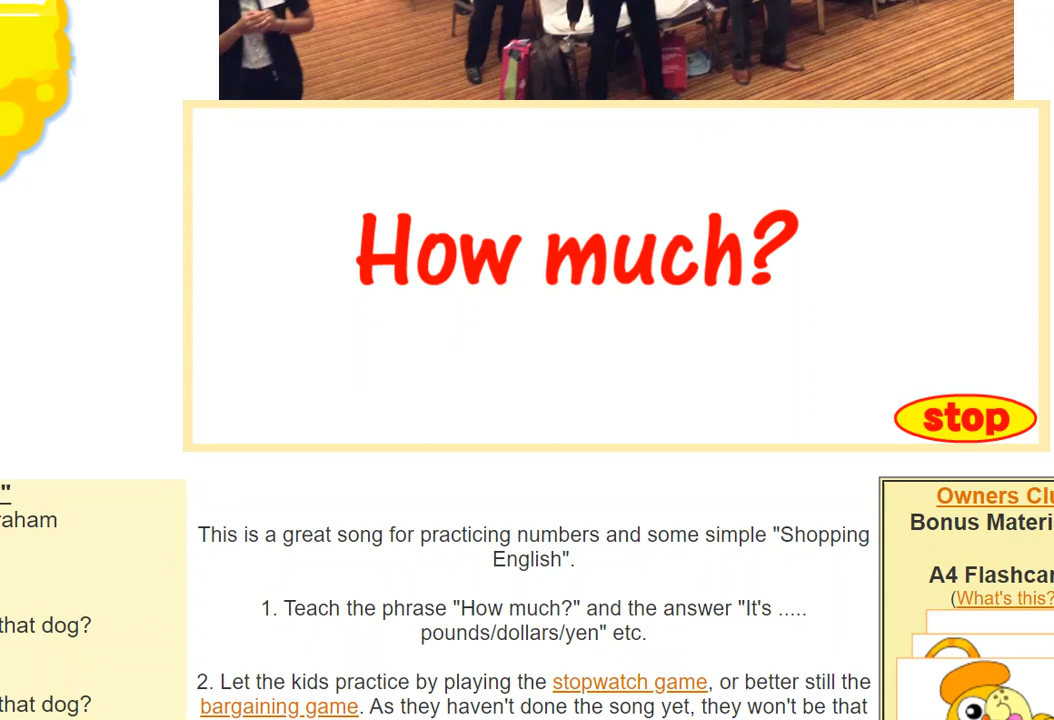 How much?
stop
"
raham
that dog?
that dog?
This is a great song for practicing numbers and some simple "Shopping
English".
1. Teach the phrase "How much?" and the answer "It's .....
pounds/dollars/yen" etc.
2. Let the kids practice by playing the stopwatch game, or better still the
bargaining game. As they haven't done the song yet, they won't be that
Owners Clu
Bonus Materi
A4 Flashcar
(What's this?